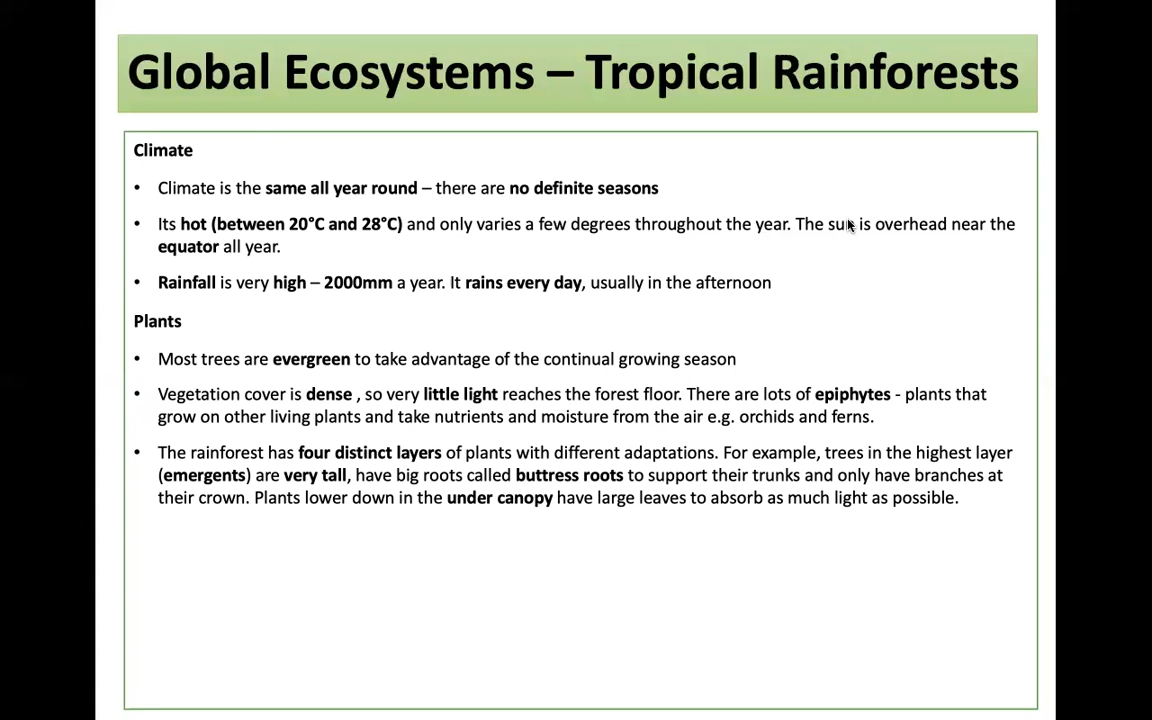 Global Ecosystems – Tropical Rainforests
Climate
• Climate is the same all year round – there are no definite seasons
• Its hot (between 20°C and 28°C) and only varies a few degrees throughout the year. The sun is overhead near the
equator all year.
• Rainfall is very high – 2000mm a year. It rains every day, usually in the afternoon
Plants
• Most trees are evergreen to take advantage of the continual growing season
• Vegetation cover is dense , so very little light reaches the forest floor. There are lots of epiphytes - plants that
grow on other living plants and take nutrients and moisture from the air e.g. orchids and ferns.
• The rainforest has four distinct layers of plants with different adaptations. For example, trees in the highest layer
(emergents) are very tall, have big roots called buttress roots to support their trunks and only have branches at
their crown. Plants lower down in the under canopy have large leaves to absorb as much light as possible.